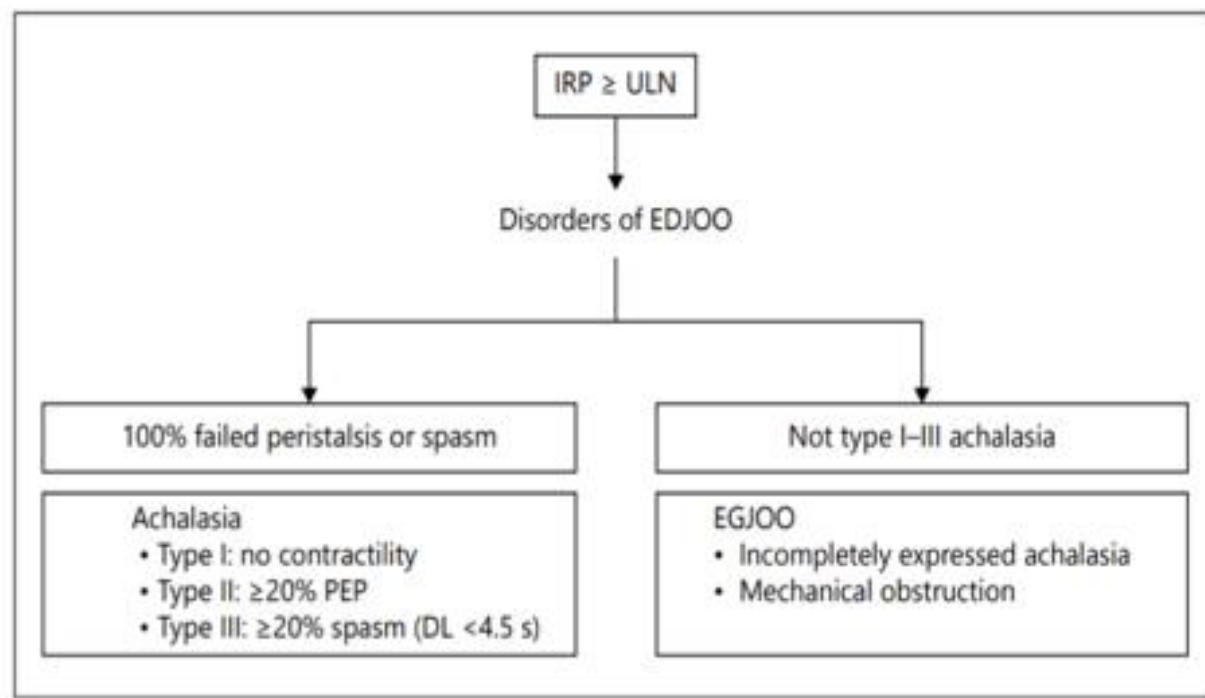 IRP ≥ ULN
Disorders of EDJOO
100% failed peristalsis or spasm
Not type I–III achalasia
Achalasia
• Type I: no contractility
• Type II: ≥20% PEP
• Type III: ≥20% spasm (DL <4.5 s)
EGJOO
• Incompletely expressed achalasia
• Mechanical obstruction